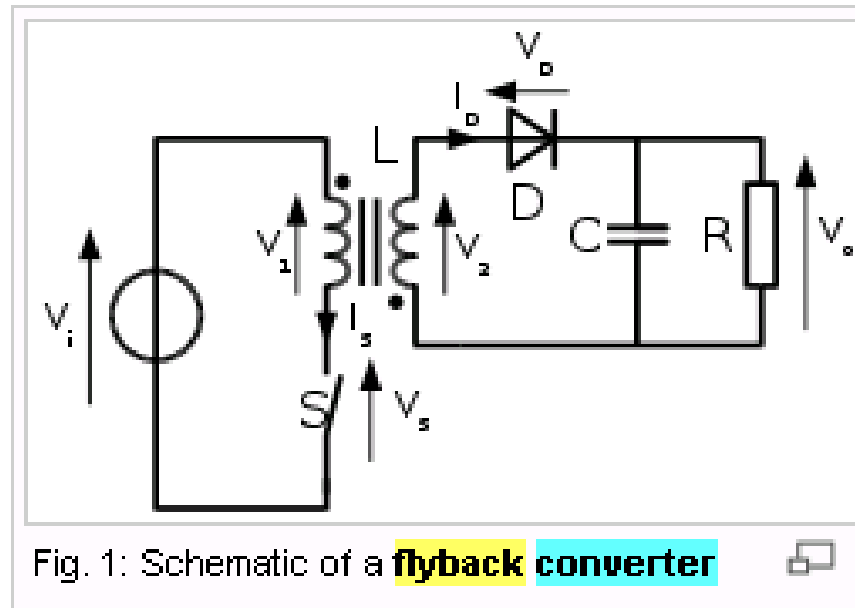 V_D
I_D
L
D
V_i
V_1
V_2
C
R
V_o
I_S
S
V_S
Fig. 1: Schematic of a flyback converter